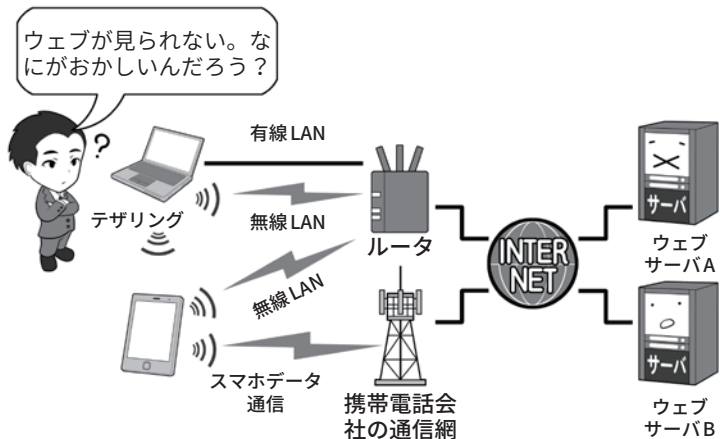 ウェブが見られない。な
にがおかしいんだろう？
?
有線LAN
テザリング
無線LAN
ルータ
無線LAN
スマホデータ
通信
携帯電話会
社の通信網
INTER
NET
サーバ
ウェブ
サーバA
サーバ
ウェブ
サーバB